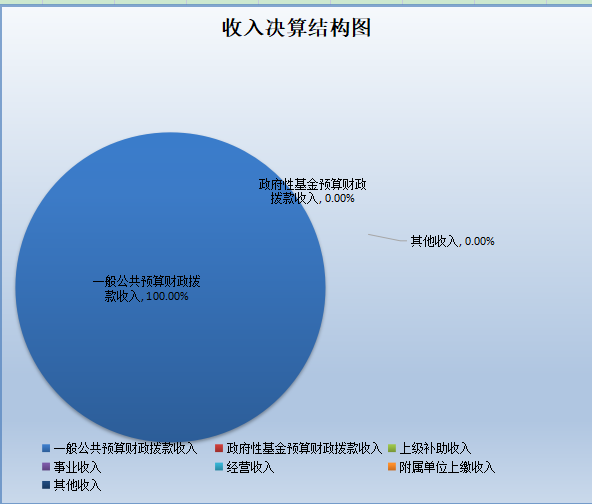 收入决算结构图
政府性基金预算财政
拨款收入, 0.00%
其他收入, 0.00%
一般公共预算财政拨
款收入, 100.00%
一般公共预算财政拨款收入 政府性基金预算财政拨款收入 上级补助收入
事业收入 经营收入 附属单位上缴收入
其他收入